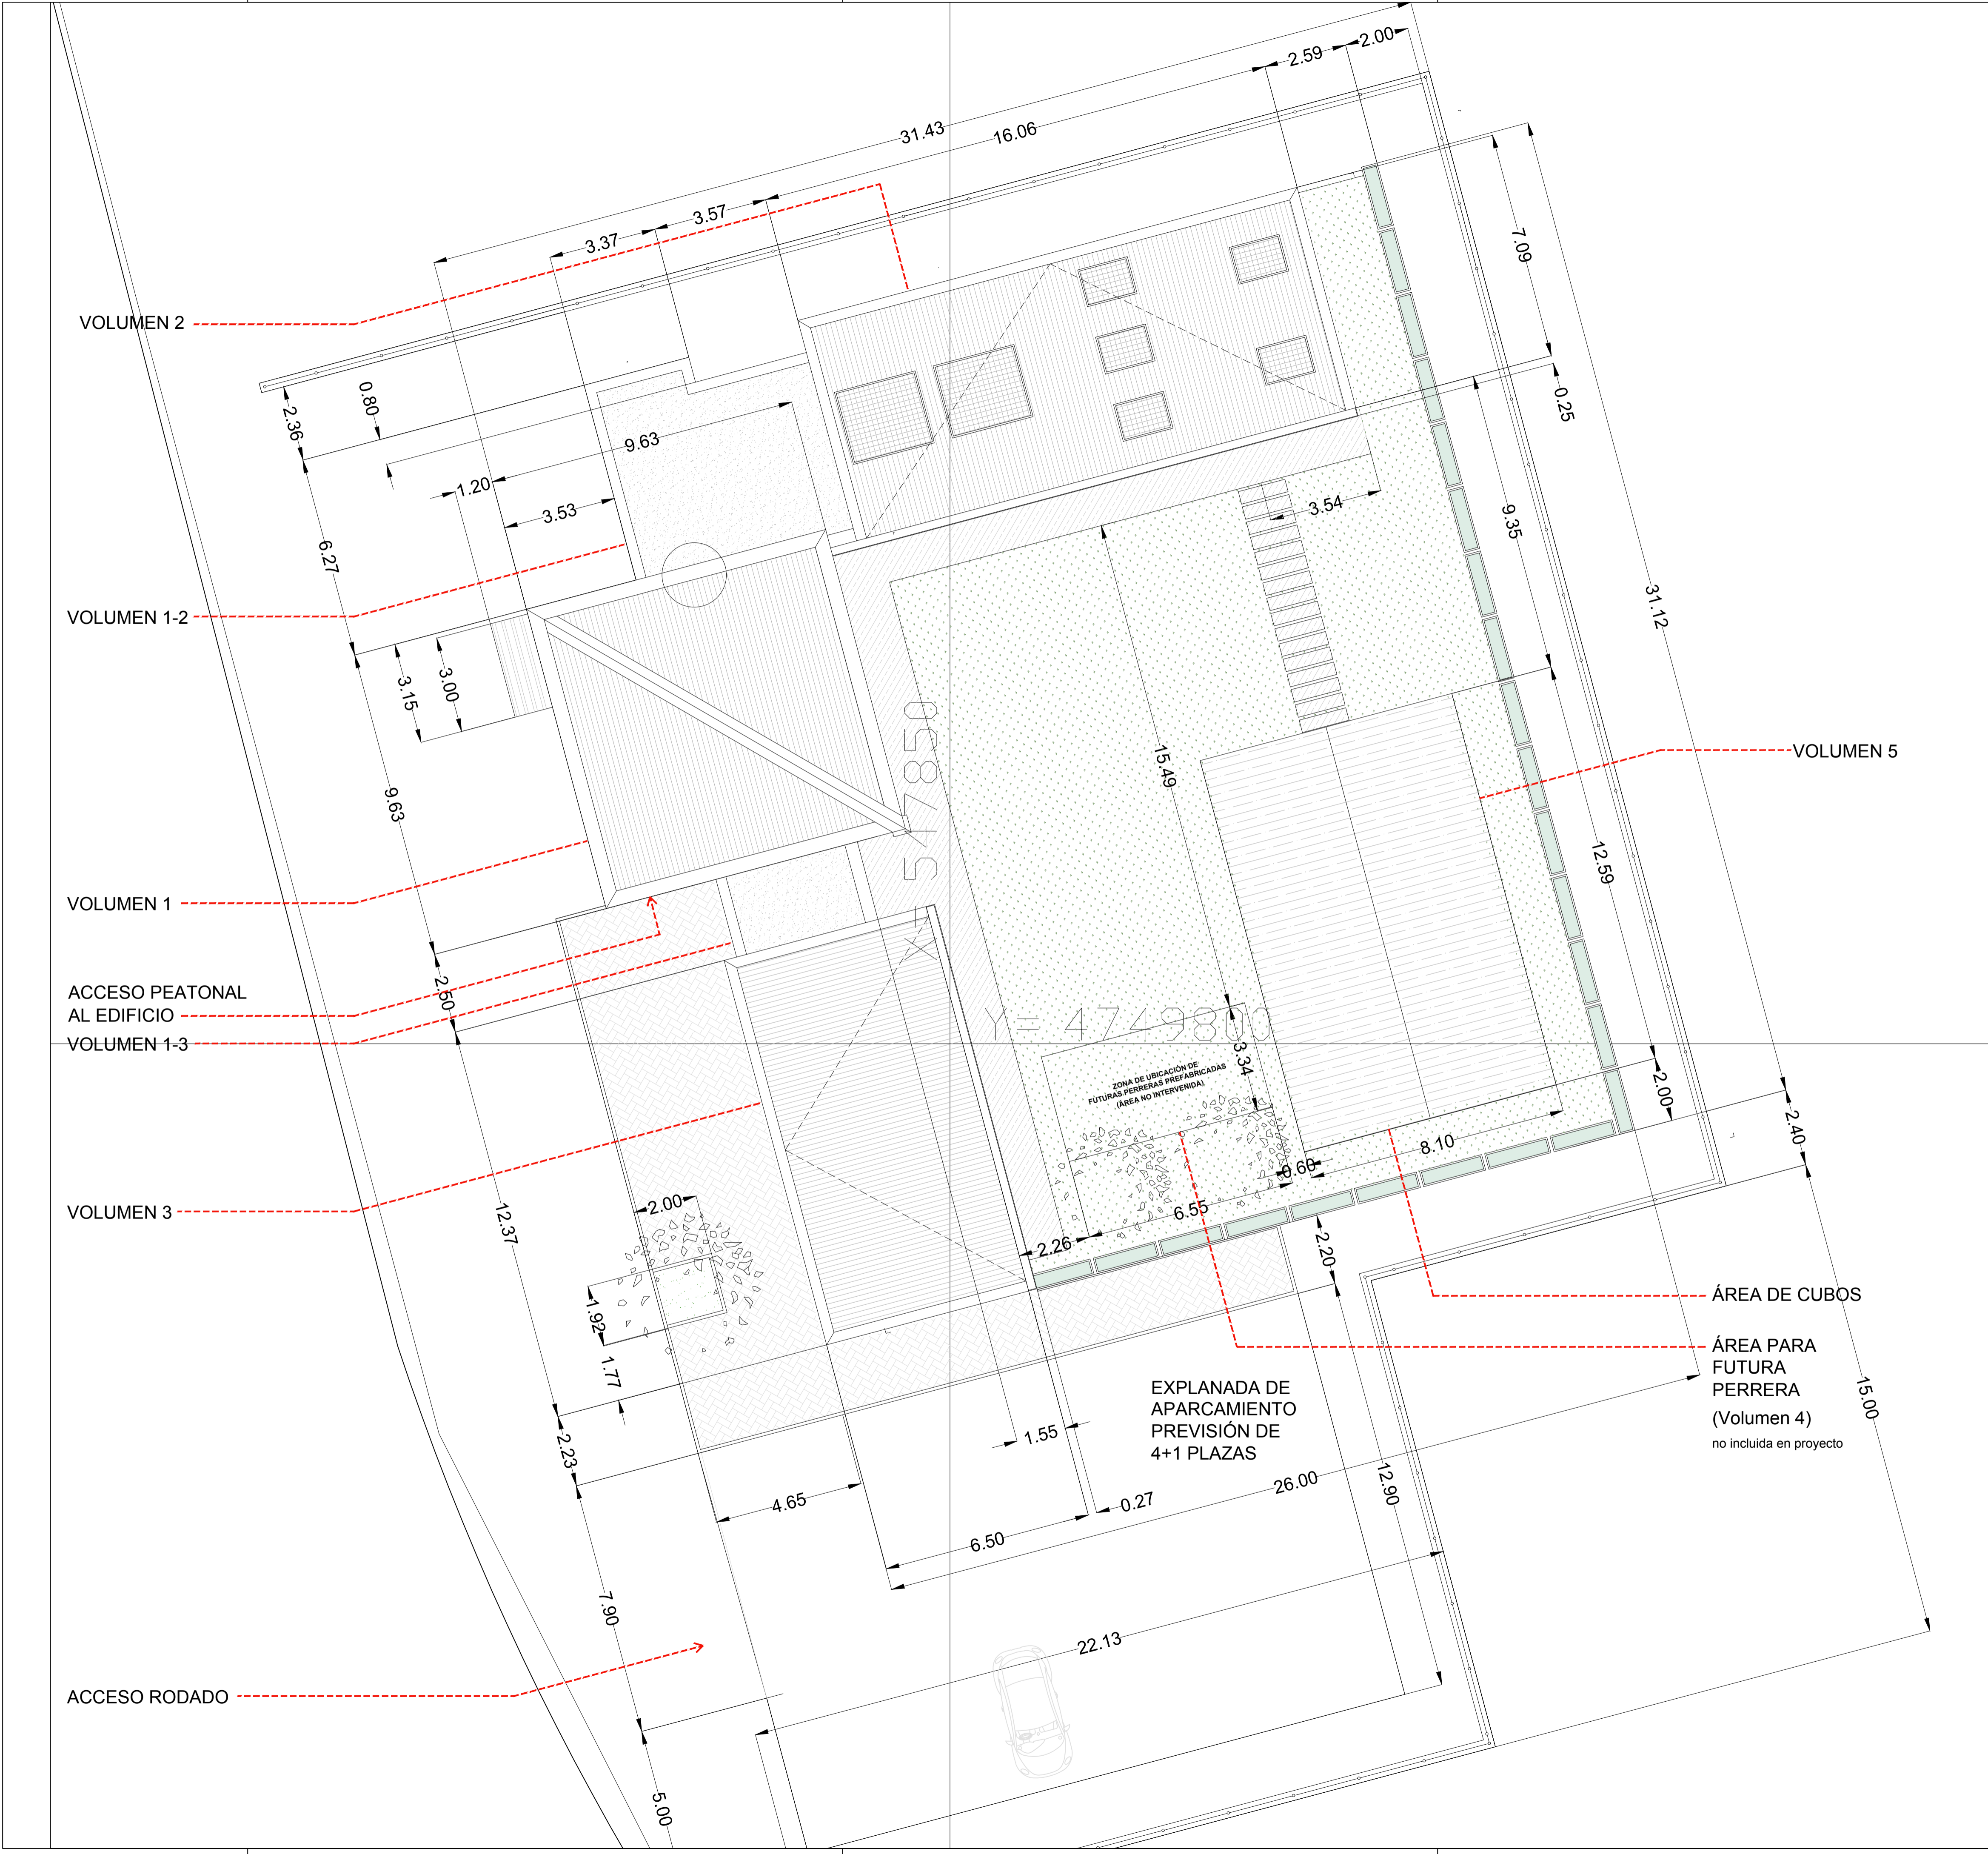 2.00
2.59
31.43
16.06
3.57
3.37
7.09
VOLUMEN 2
0.80
2.36
0.25
9.63
1.20
3.53
3.54
9.35
6.27
31.12
VOLUMEN 1-2
3.00
3.15
X= 547850
15.49
VOLUMEN 5
9.63
12.59
VOLUMEN 1
ACCESO PEATONAL
AL EDIFICIO
2.50
VOLUMEN 1-3
Y= 4749800
3.34
ZONA DE UBICACIÓN DE
FUTURAS PERRERAS PREFABRICADAS
(ÁREA NO INTERVENIDA)
2.00
2.40
8.10
0.60
VOLUMEN 3
12.37
2.00
6.55
2.26
2.20
1.92
ÁREA DE CUBOS
1.77
ÁREA PARA
FUTURA
PERRERA
(Volumen 4)
no incluida en proyecto
15.00
EXPLANADA DE
APARCAMIENTO
PREVISIÓN DE
4+1 PLAZAS
1.55
2.23
4.65
0.27
26.00
12.90
6.50
7.90
22.13
ACCESO RODADO
5.00